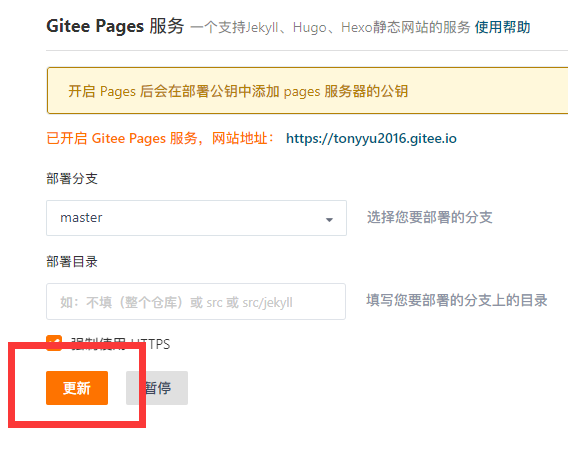 Gitee Pages 服务 一个支持Jekyll、Hugo、Hexo静态网站的服务 使用帮助
开启 Pages 后会在部署公钥中添加 pages 服务器的公钥
已开启 Gitee Pages 服务，网站地址： https://tonyyu2016.gitee.io
部署分支
master 选择您要部署的分支
部署目录
如：不填（整个仓库）或 src 或 src/jekyll 填写您要部署的分支上的目录
强制使用 HTTPS
更新 暂停